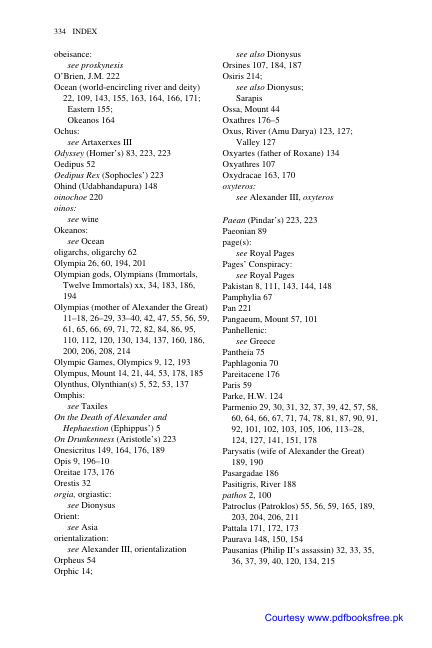 334 INDEX
obeisance:
see proskynesis
O'Brien, J.M. 222
Ocean (world-encircling river and deity)
22, 109, 143, 155, 163, 164, 166, 171;
Eastern 155;
Okeanos 164
Ochus:
see Artaxerxes III
Odyssey (Homer's) 83, 223, 223
Oedipus 52
Oedipus Rex (Sophocles') 223
Ohind (Udabhandapura) 148
oinochoe 220
oinos:
see wine
Okeanos:
see Ocean
oligarchs, oligarchy 62
Olympia 26, 60, 194, 201
Olympian gods, Olympians (Immortals,
Twelve Immortals) xx, 34, 183, 186,
194
Olympias (mother of Alexander the Great)
11–18, 26–29, 33–40, 42, 47, 55, 56, 59,
61, 65, 66, 69, 71, 72, 82, 84, 86, 95,
110, 112, 120, 130, 134, 137, 160, 186,
200, 206, 208, 214
Olympic Games, Olympics 9, 12, 193
Olympus, Mount 14, 21, 44, 53, 178, 185
Olynthus, Olynthian(s) 5, 52, 53, 137
Omphis:
see Taxiles
On the Death of Alexander and
Hephaestion (Ephippus') 5
On Drunkenness (Aristotle's) 223
Onesicritus 149, 164, 176, 189
Opis 9, 196–10
Oreitae 173, 176
Orestis 32
orgia, orgiastic:
see Dionysus
Orient:
see Asia
orientalization:
see Alexander III, orientalization
Orpheus 54
Orphic 14;
see also Dionysus
Orsines 107, 184, 187
Osiris 214;
see also Dionysus;
Sarapis
Ossa, Mount 44
Oxathres 176–5
Oxus, River (Amu Darya) 123, 127;
Valley 127
Oxyartes (father of Roxane) 134
Oxyathres 107
Oxydracae 163, 170
oxyteros:
see Alexander III, oxyteros
Paean (Pindar's) 223, 223
Paeonian 89
page(s):
see Royal Pages
Pages' Conspiracy:
see Royal Pages
Pakistan 8, 111, 143, 144, 148
Pamphylia 67
Pan 221
Pangaeum, Mount 57, 101
Panhellenic:
see Greece
Pantheia 75
Paphlagonia 70
Pareitacene 176
Paris 59
Parke, H.W. 124
Parmenio 29, 30, 31, 32, 37, 39, 42, 57, 58,
60, 64, 66, 67, 71, 74, 78, 81, 87, 90, 91,
92, 101, 102, 103, 105, 106, 113–28,
124, 127, 141, 151, 178
Parysatis (wife of Alexander the Great)
189, 190
Pasargadae 186
Pasitigris, River 188
pathos 2, 100
Patroclus (Patroklos) 55, 56, 59, 165, 189,
203, 204, 206, 211
Pattala 171, 172, 173
Paurava 148, 150, 154
Pausanias (Philip II's assassin) 32, 33, 35,
36, 37, 39, 40, 120, 134, 215
Courtesy www.pdfbooksfree.pk